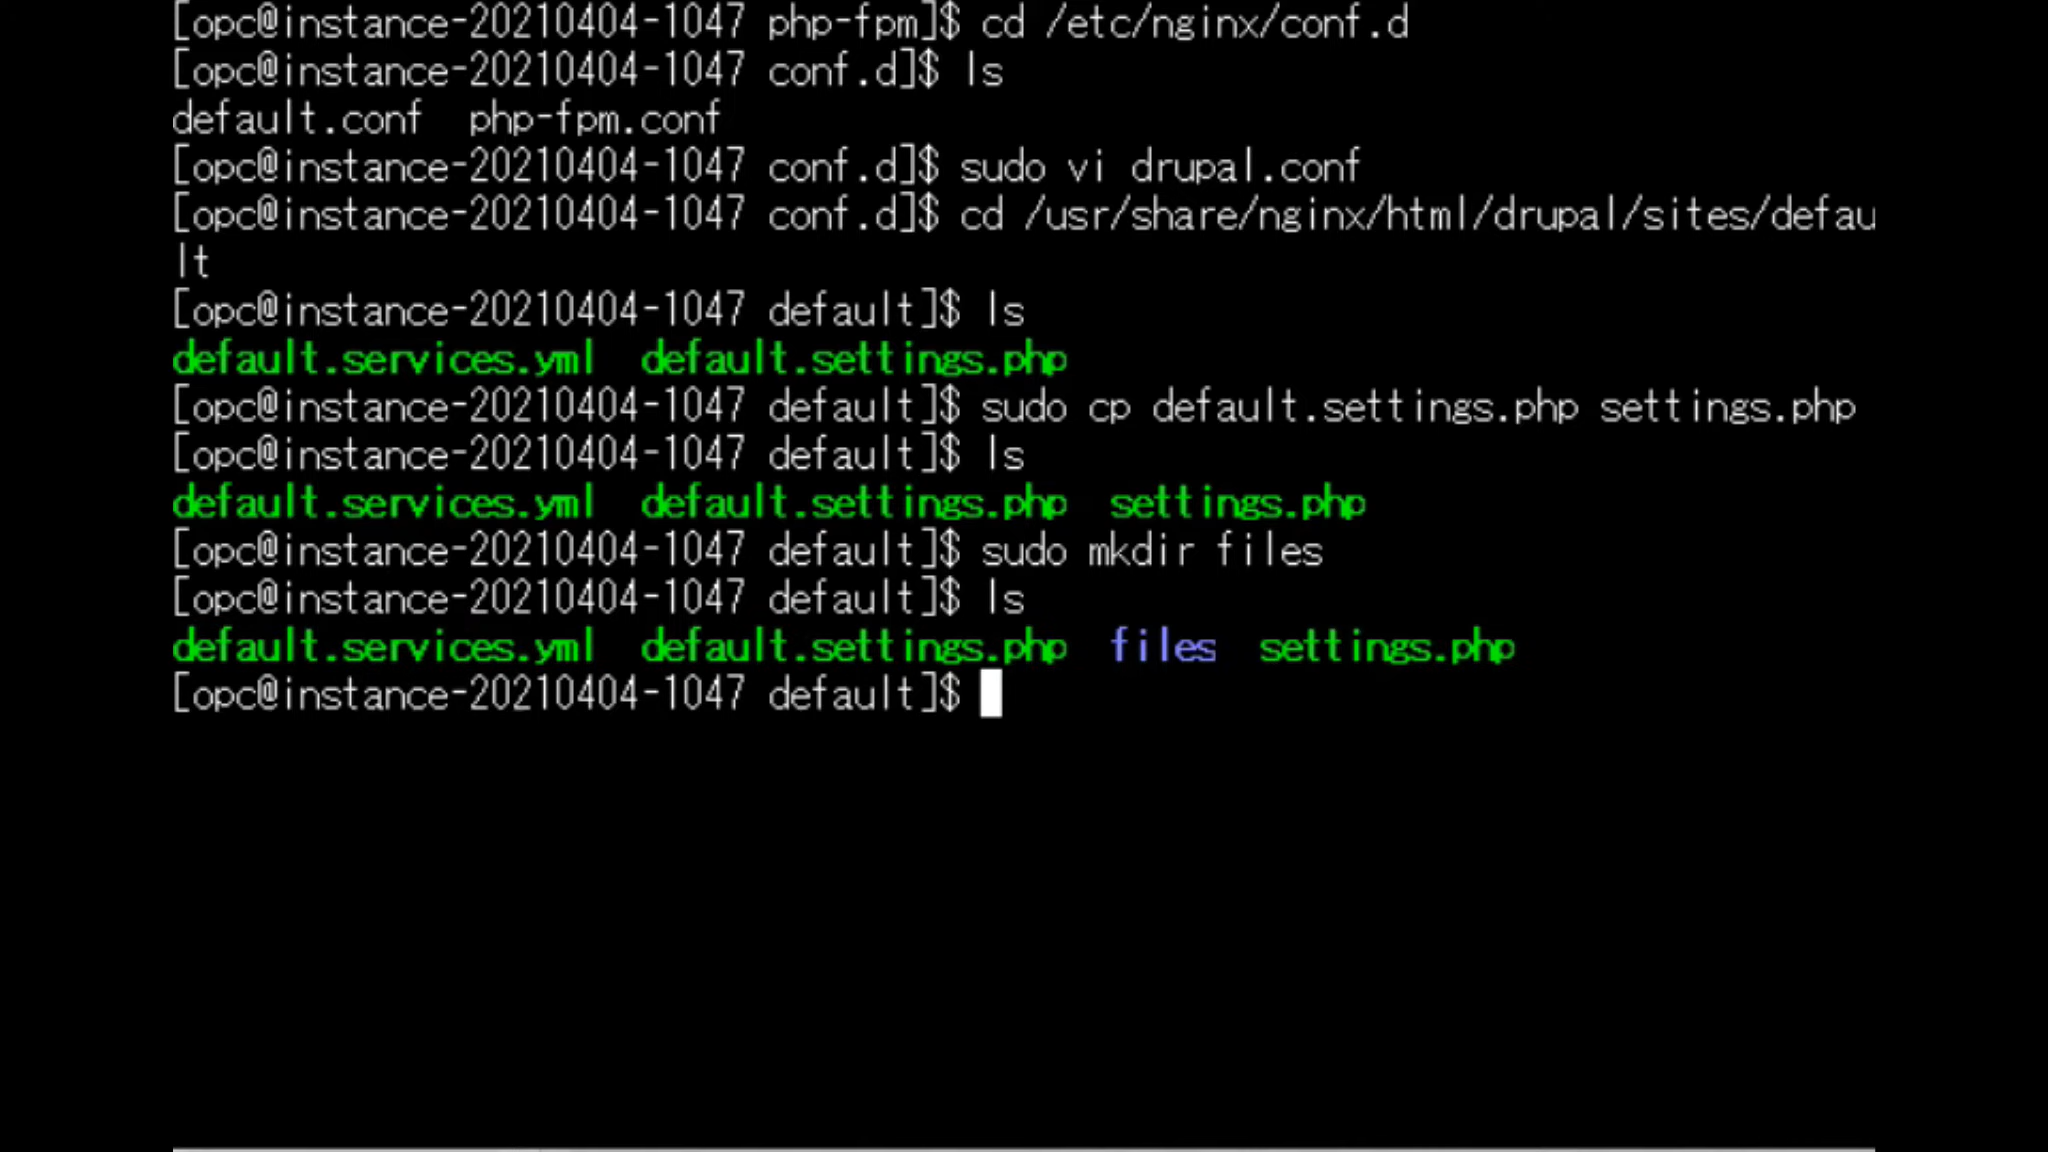 [opc@instance-20210404-1047 php-fpm]$ cd /etc/nginx/conf.d
[opc@instance-20210404-1047 conf.d]$ ls
default.conf  php-fpm.conf
[opc@instance-20210404-1047 conf.d]$ sudo vi drupal.conf
[opc@instance-20210404-1047 conf.d]$ cd /usr/share/nginx/html/drupal/sites/defau
lt
[opc@instance-20210404-1047 default]$ ls
default.services.yml  default.settings.php
[opc@instance-20210404-1047 default]$ sudo cp default.settings.php settings.php
[opc@instance-20210404-1047 default]$ ls
default.services.yml  default.settings.php  settings.php
[opc@instance-20210404-1047 default]$ sudo mkdir files
[opc@instance-20210404-1047 default]$ ls
default.services.yml  default.settings.php  files  settings.php
[opc@instance-20210404-1047 default]$